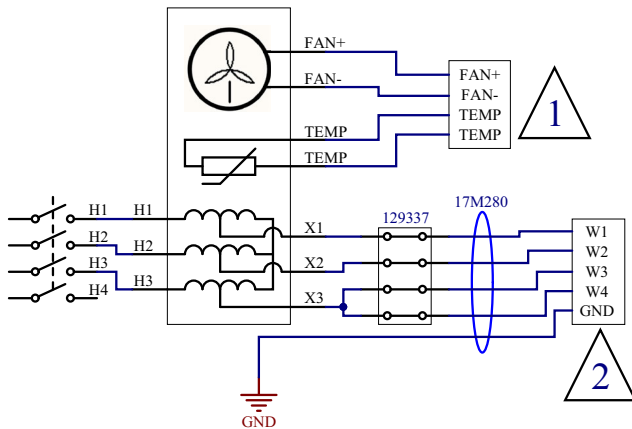 FAN+
FAN-
TEMP
TEMP
FAN+
FAN-
TEMP
TEMP
1
H1 H1
H2 H2
H3 H3
H4
X1
X2
X3
129337
17M280
W1
W2
W3
W4
GND
2
GND